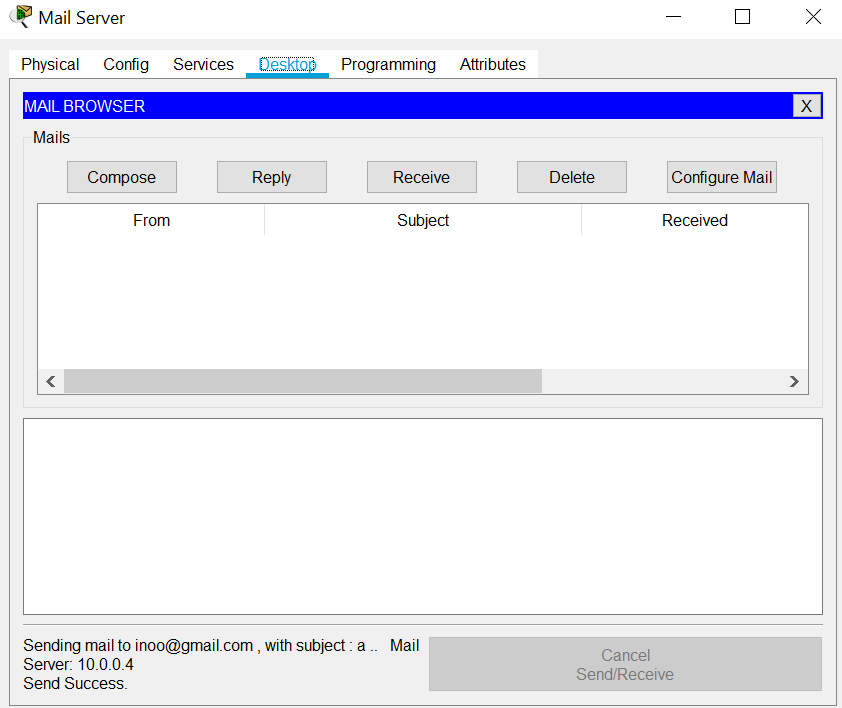 Mail Server
Physical Config Services Desktop Programming Attributes
MAIL BROWSER X
Mails
Compose Reply Receive Delete Configure Mail
From Subject Received
Sending mail to inoo@gmail.com , with subject : a .. Mail
Server: 10.0.0.4
Send Success.
Cancel
Send/Receive